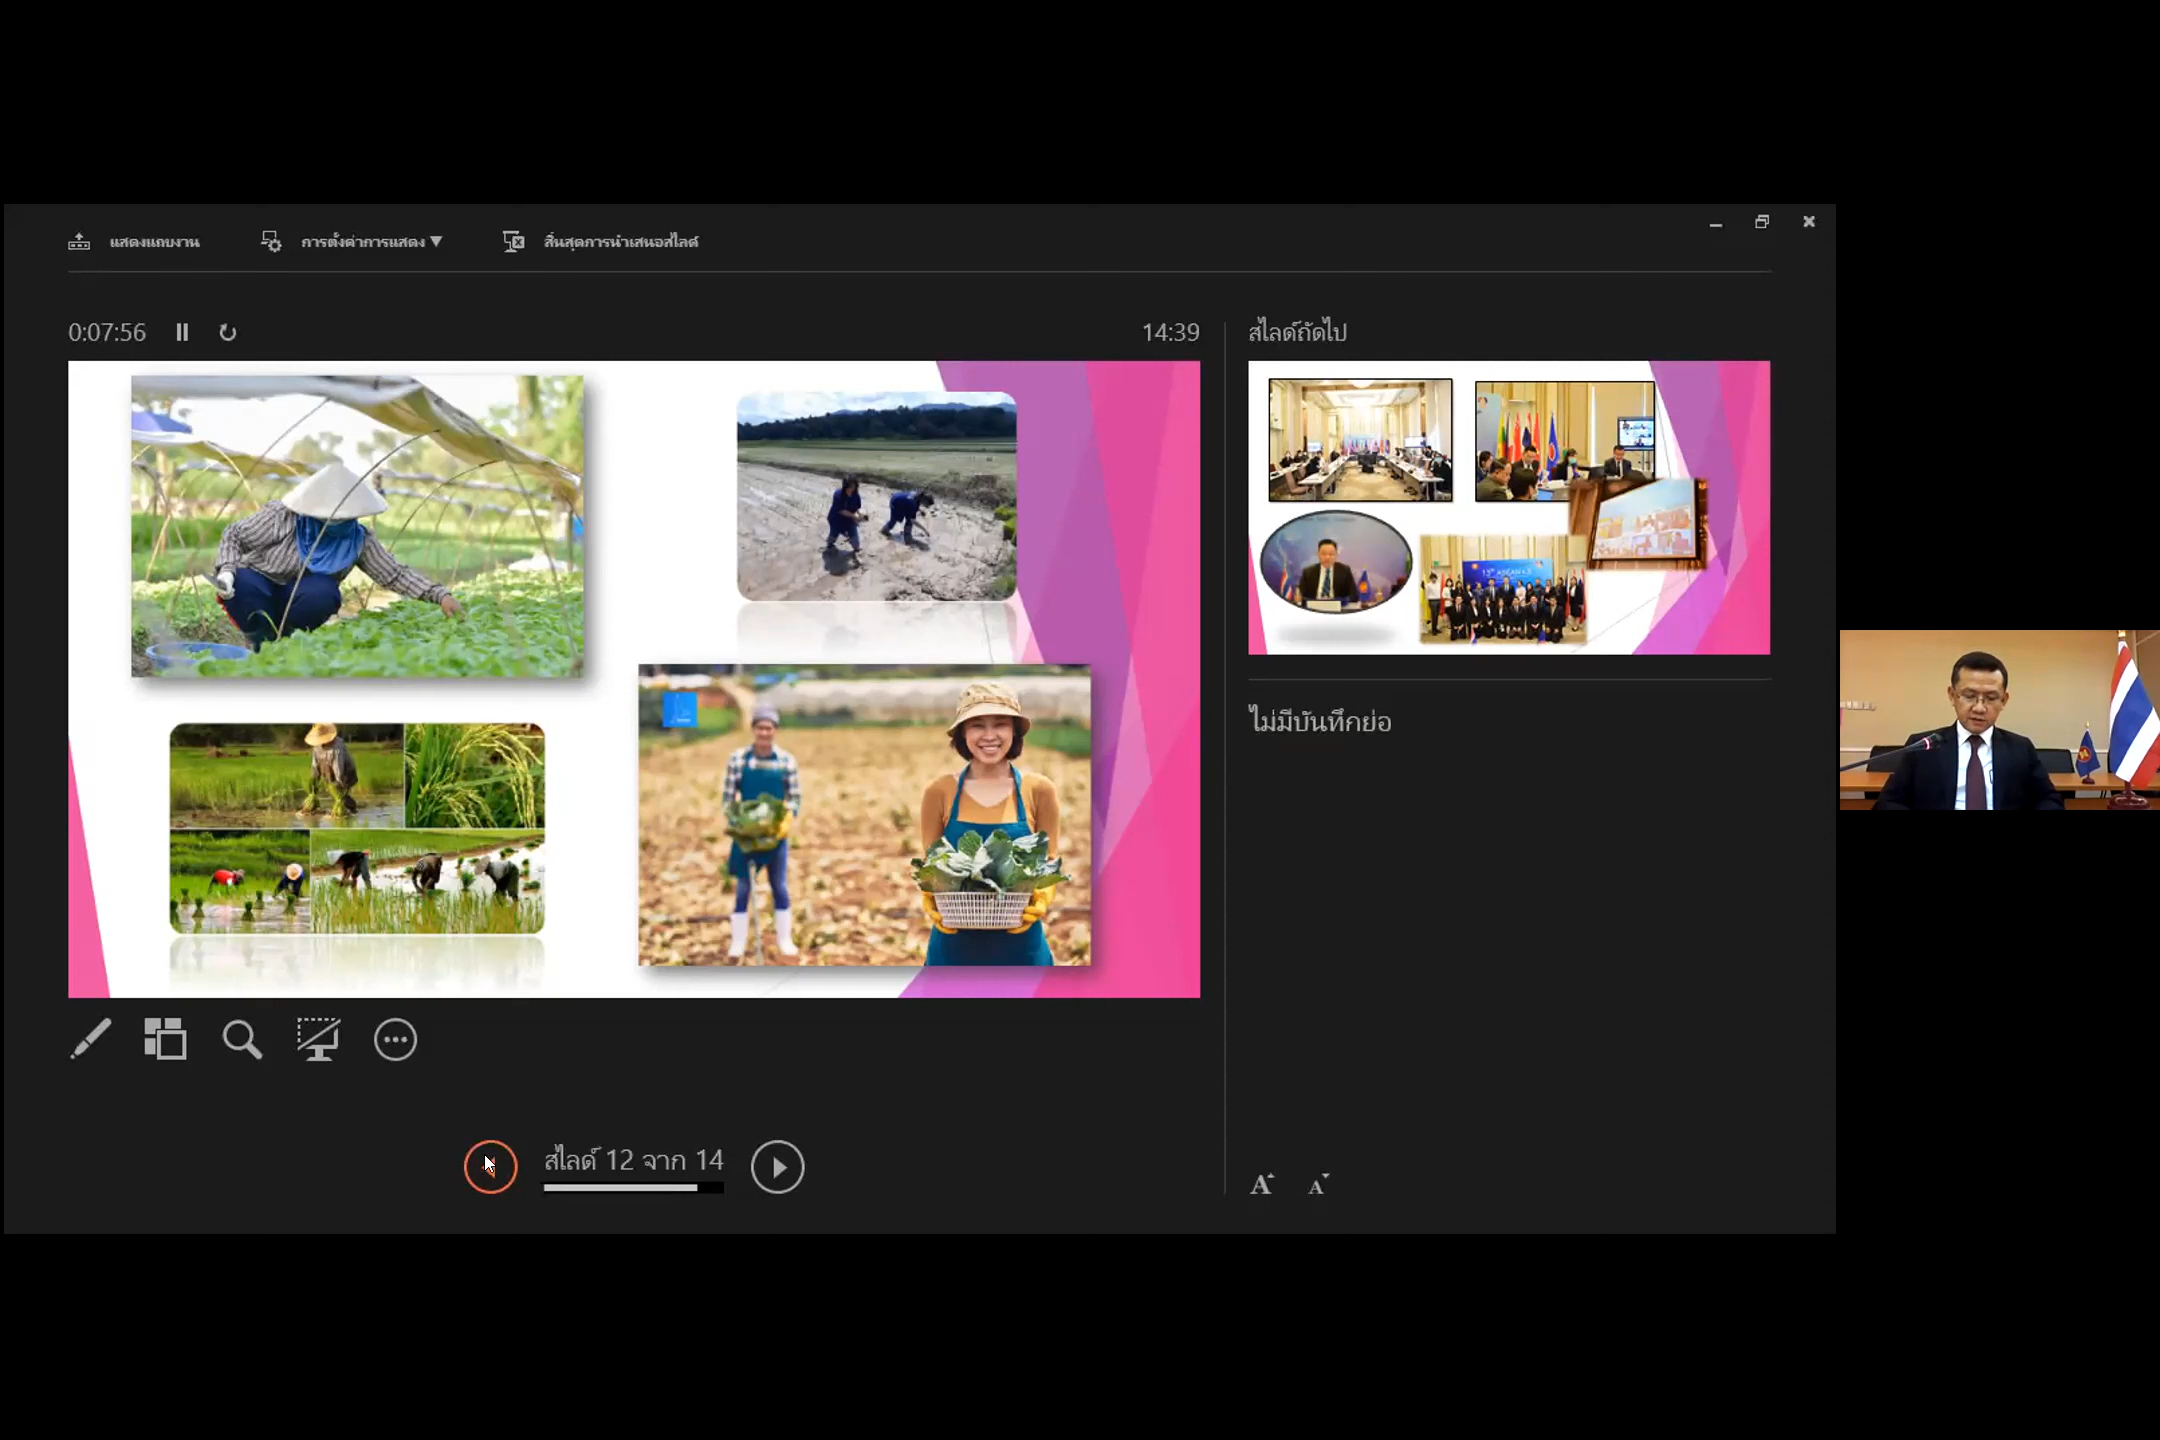 แสดงแถบงาน
การตั้งค่าการแสดง ▼
สิ้นสุดการนำเสนอสไลด์
0:07:56
14:39
สไลด์ถัดไป
ไม่มีบันทึกย่อ
สไลด์ 12 จาก 14
A A